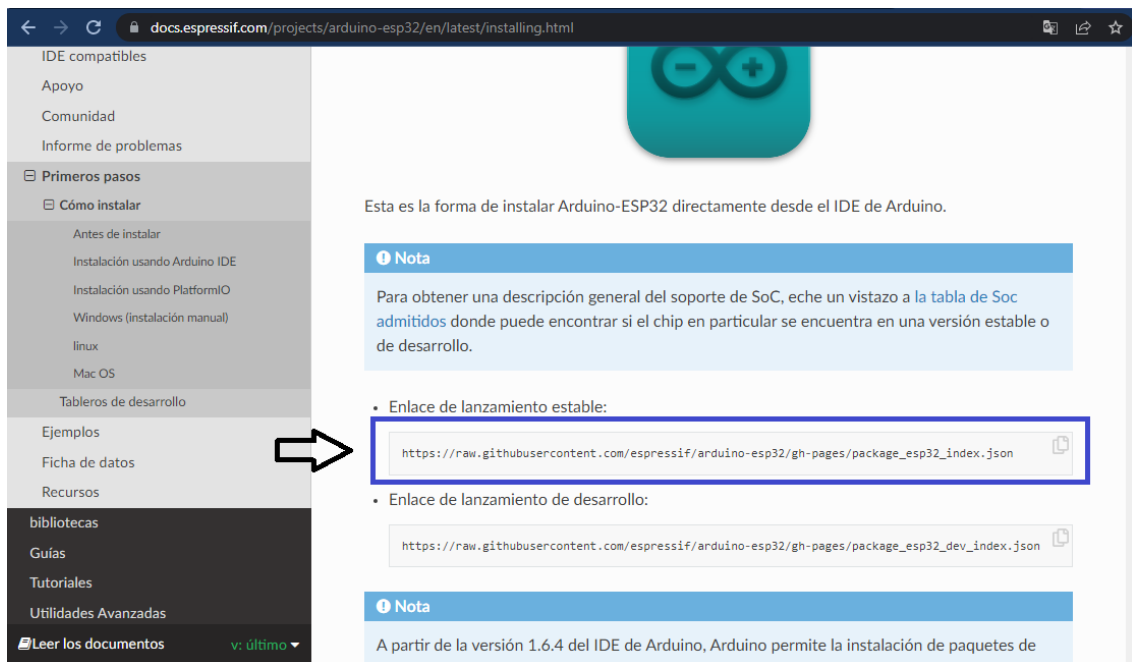 docs.espressif.com/projects/arduino-esp32/en/latest/installing.html
IDE compatibles
Apoyo
Comunidad
Informe de problemas
Primeros pasos
Cómo instalar
Antes de instalar
Instalación usando Arduino IDE
Instalación usando PlatformIO
Windows (instalación manual)
linux
Mac OS
Tableros de desarrollo
Ejemplos
Ficha de datos
Recursos
bibliotecas
Guías
Tutoriales
Utilidades Avanzadas
Leer los documentos
v: último
Esta es la forma de instalar Arduino-ESP32 directamente desde el IDE de Arduino.
Nota
Para obtener una descripción general del soporte de SoC, eche un vistazo a la tabla de Soc
admitidos donde puede encontrar si el chip en particular se encuentra en una versión estable o
de desarrollo.
• Enlace de lanzamiento estable:
https://raw.githubusercontent.com/espressif/arduino-esp32/gh-pages/package_esp32_index.json
• Enlace de lanzamiento de desarrollo:
https://raw.githubusercontent.com/espressif/arduino-esp32/gh-pages/package_esp32_dev_index.json
Nota
A partir de la versión 1.6.4 del IDE de Arduino, Arduino permite la instalación de paquetes de